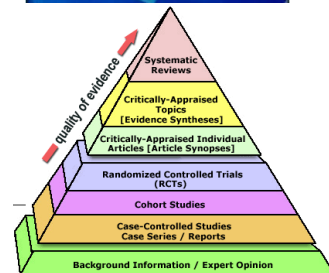 quality of evidence
Systematic
Reviews
Critically-Appraised
Topics
[Evidence Syntheses]
Critically-Appraised Individual
Articles [Article Synopses]
Randomized Controlled Trials
(RCTs)
Cohort Studies
Case-Controlled Studies
Case Series / Reports
Background Information / Expert Opinion